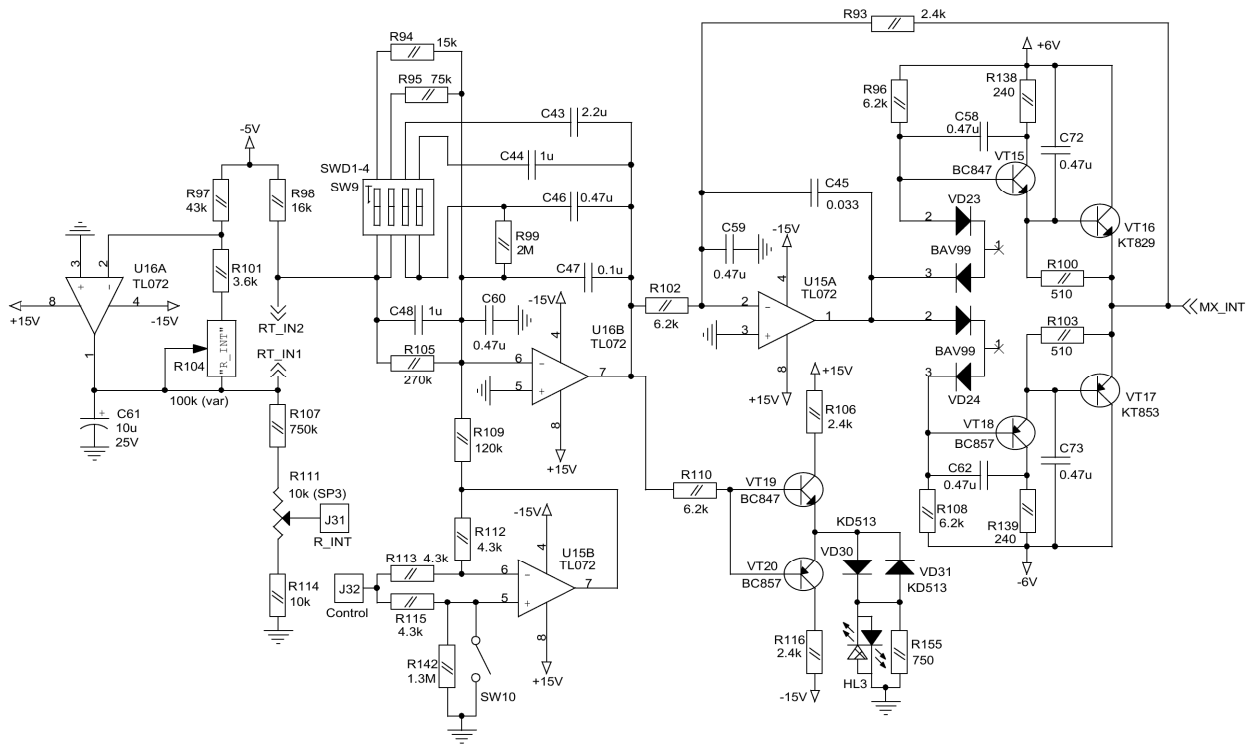 R93
2.4k
R94
15k
+6V
R95 75k
R96
6.2k
R138
240
C43
2.2u
C58
0.47u
C72
0.47u
-5V
C44
1u
VT15
BC847
SWD1-4
SW9
R97
43k
R98
16k
C46
0.47u
C45
0.033
VD23
2
VT16
KT829
R99
2M
C59
0.47u
-15V
BAV99
1
3
2
U16A
TL072
R101
3.6k
C47
0.1u
4
U15A
TL072
3
R100
510
+
-
8
4
+15V
-15V
RT_IN2
C48
1u
C60
0.47u
-15V
4
U16B
TL072
R102
6.2k
2
-
1
3
+
2
MX_INT
R103
510
1
R104
"R_INT"
RT_IN1
R105
270k
6
-
7
5
+
8
+15V
+15V
BAV99
1
3
VD24
100k (var)
VT17
KT853
C61
10u
25V
+
R107
750k
8
+15V
R106
2.4k
VT18
BC857
R109
120k
C73
0.47u
R111
10k (SP3)
J31
R_INT
R110
6.2k
VT19
BC847
C62
0.47u
R108
6.2k
R139
240
KD513
R112
4.3k
-15V
4
U15B
TL072
VD30
VD31
KD513
-6V
R113 4.3k
6
-
7
VT20
BC857
R114
10k
J32
Control
R115
4.3k
5
+
8
+15V
R116
2.4k
R155
750
R142
1.3M
SW10
HL3
-15V